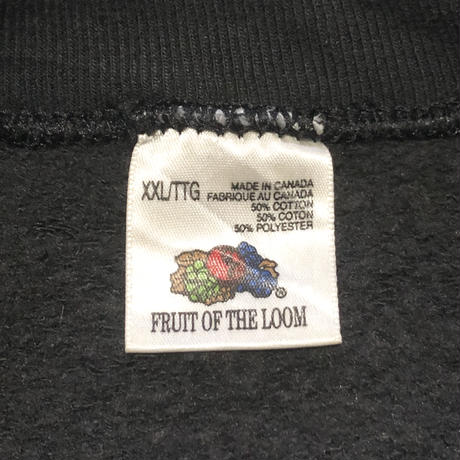 XXL/TTG
MADE IN CANADA
FABRIQUE AU CANADA
50% COTTON
50% COTON
50% POLYESTER
®
FRUIT OF THE LOOM